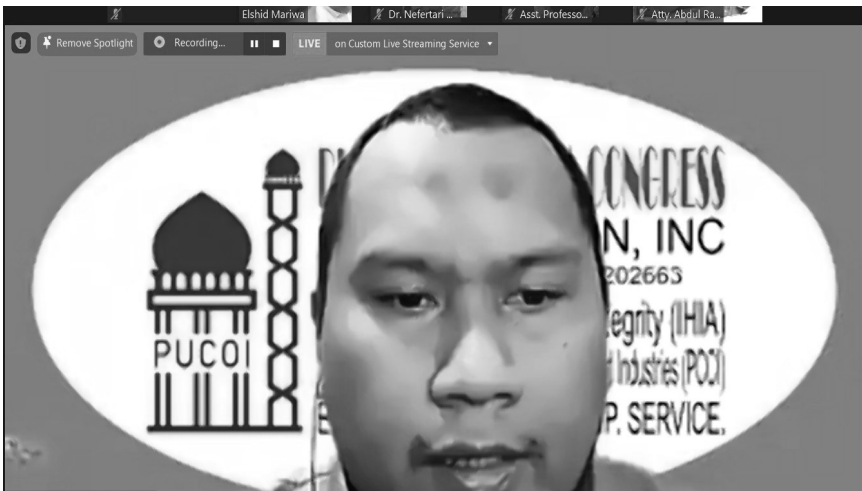 Elshid Mariwa Dr. Nefertari ... Asst. Professo... Atty. Abdul Ra...
Remove Spotlight Recording... LIVE on Custom Live Streaming Service
CONGRESS
N, INC
202663
egrity (IHIA)
PUCOI
Industries (POCI)
P. SERVICE.